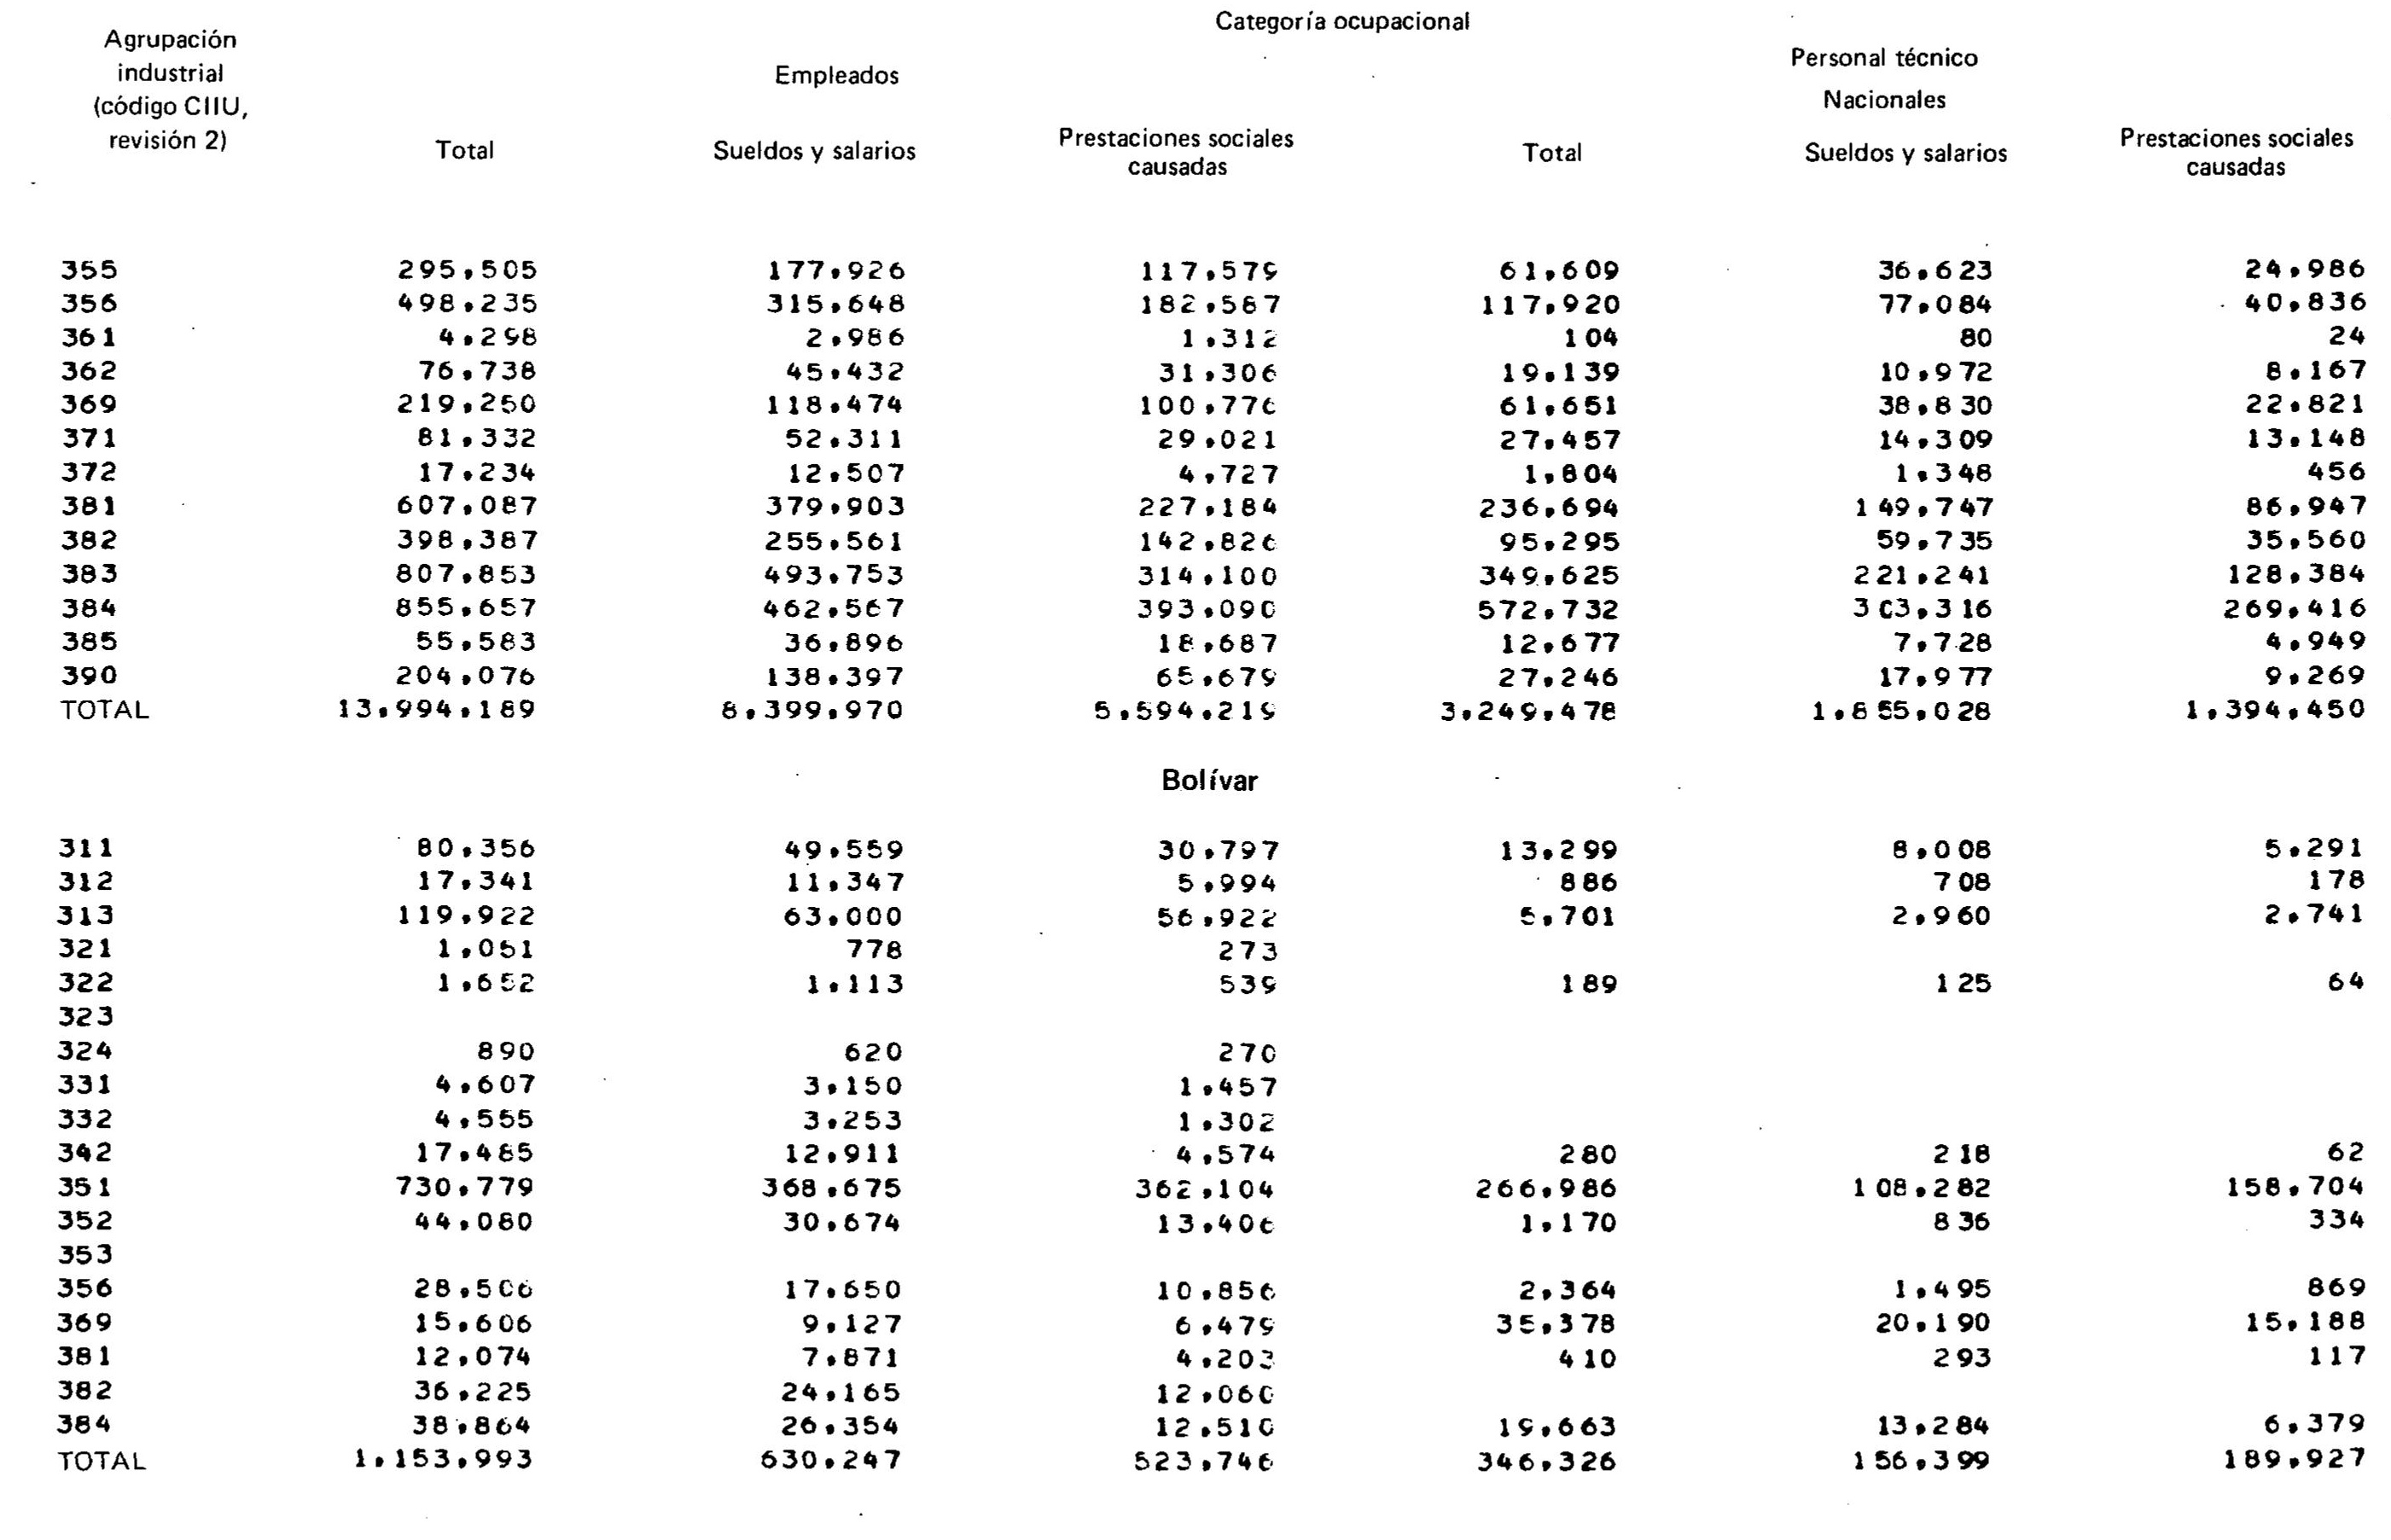 Categoría ocupacional
Agrupación industrial (código CIIU, revisión 2)
Empleados
Personal técnico
Nacionales
Total Sueldos y salarios Prestaciones sociales causadas Total Sueldos y salarios Prestaciones sociales causadas
355 295,505 177,926 117,579 61,609 36,623 24,986
356 498,235 315,648 182,587 117,920 77,084 40,836
361 4,298 2,986 1,312 104 80 24
362 76,738 45,432 31,306 19,139 10,972 8,167
369 219,250 118,474 100,776 61,651 38,830 22,821
371 81,332 52,311 29,021 27,457 14,309 13,148
372 17,234 12,507 4,727 1,804 1,348 456
381 607,087 379,903 227,184 236,694 149,747 86,947
382 398,387 255,561 142,826 95,295 59,735 35,560
383 807,853 493,753 314,100 349,625 221,241 128,384
384 855,657 462,567 393,090 572,732 303,316 269,416
385 55,583 36,896 18,687 12,677 7,728 4,949
390 204,076 138,397 65,679 27,246 17,977 9,269
TOTAL 13,994,189 8,399,970 5,594,219 3,249,478 1,855,028 1,394,450
Bolívar
311 80,356 49,559 30,797 13,299 8,008 5,291
312 17,341 11,347 5,994 886 708 178
313 119,922 63,000 56,922 5,701 2,960 2,741
321 1,051 778 273
322 1,652 1,113 539 189 125 64
323
324 890 620 270
331 4,607 3,150 1,457
332 4,555 3,253 1,302
342 17,485 12,911 4,574 280 218 62
351 730,779 368,675 362,104 266,986 108,282 158,704
352 44,080 30,674 13,406 1,170 836 334
353
356 28,506 17,650 10,856 2,364 1,495 869
369 15,606 9,127 6,479 35,378 20,190 15,188
381 12,074 7,871 4,203 410 293 117
382 36,225 24,165 12,060
384 38,864 26,354 12,510 19,663 13,284 6,379
TOTAL 1,153,993 630,247 523,746 346,326 156,399 189,927